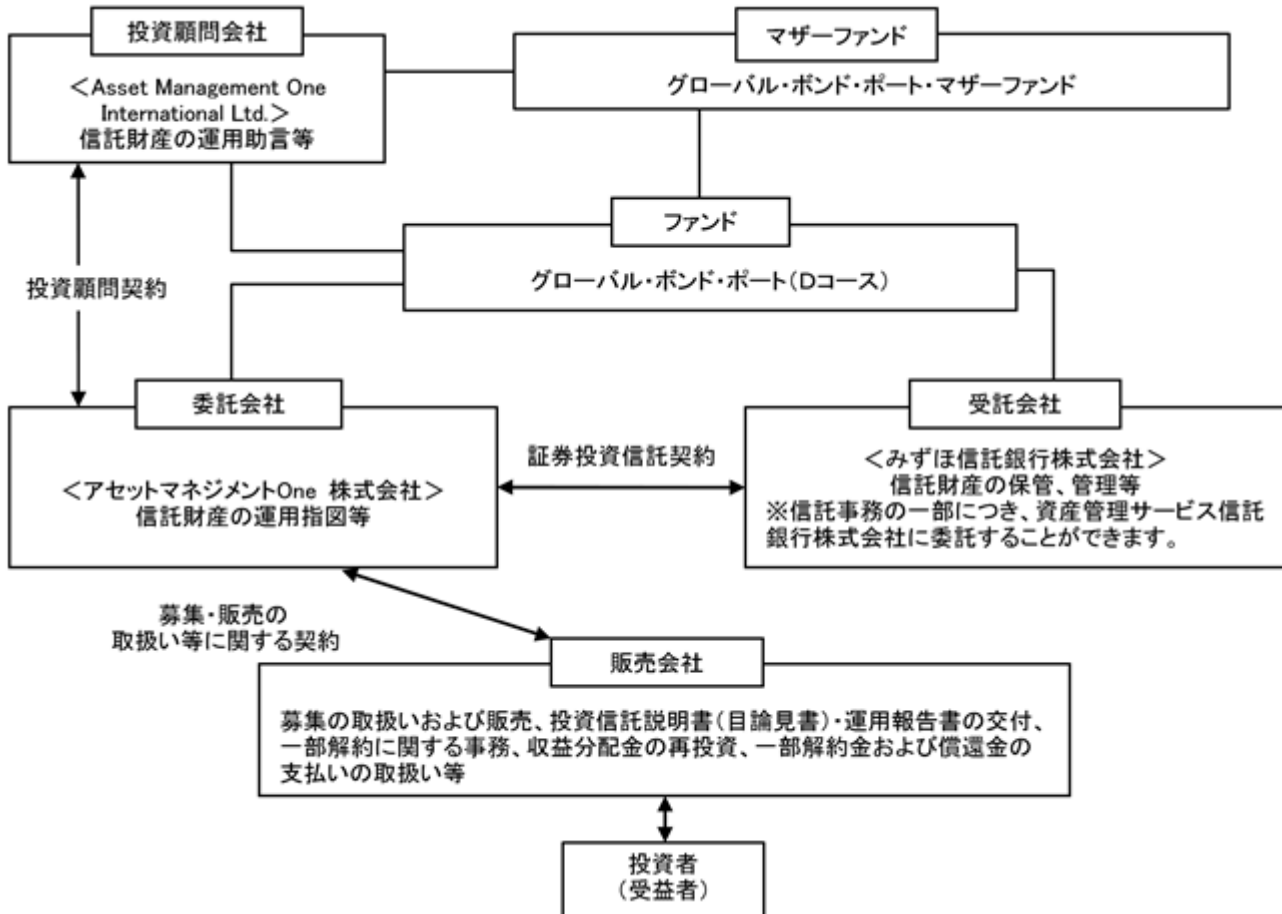 投資顧問会社
<Asset Management One
International Ltd.>
信託財産の運用助言等
マザーファンド
グローバル・ボンド・ポート・マザーファンド
ファンド
グローバル・ボンド・ポート(Dコース)
投資顧問契約
委託会社
<アセットマネジメントOne 株式会社>
信託財産の運用指図等
証券投資信託契約
受託会社
<みずほ信託銀行株式会社>
信託財産の保管、管理等
※信託事務の一部につき、資産管理サービス信託
銀行株式会社に委託することができます。
募集・販売の
取扱い等に関する契約
販売会社
募集の取扱いおよび販売、投資信託説明書(目論見書)・運用報告書の交付、
一部解約に関する事務、収益分配金の再投資、一部解約金および償還金の
支払いの取扱い等
投資者
(受益者)